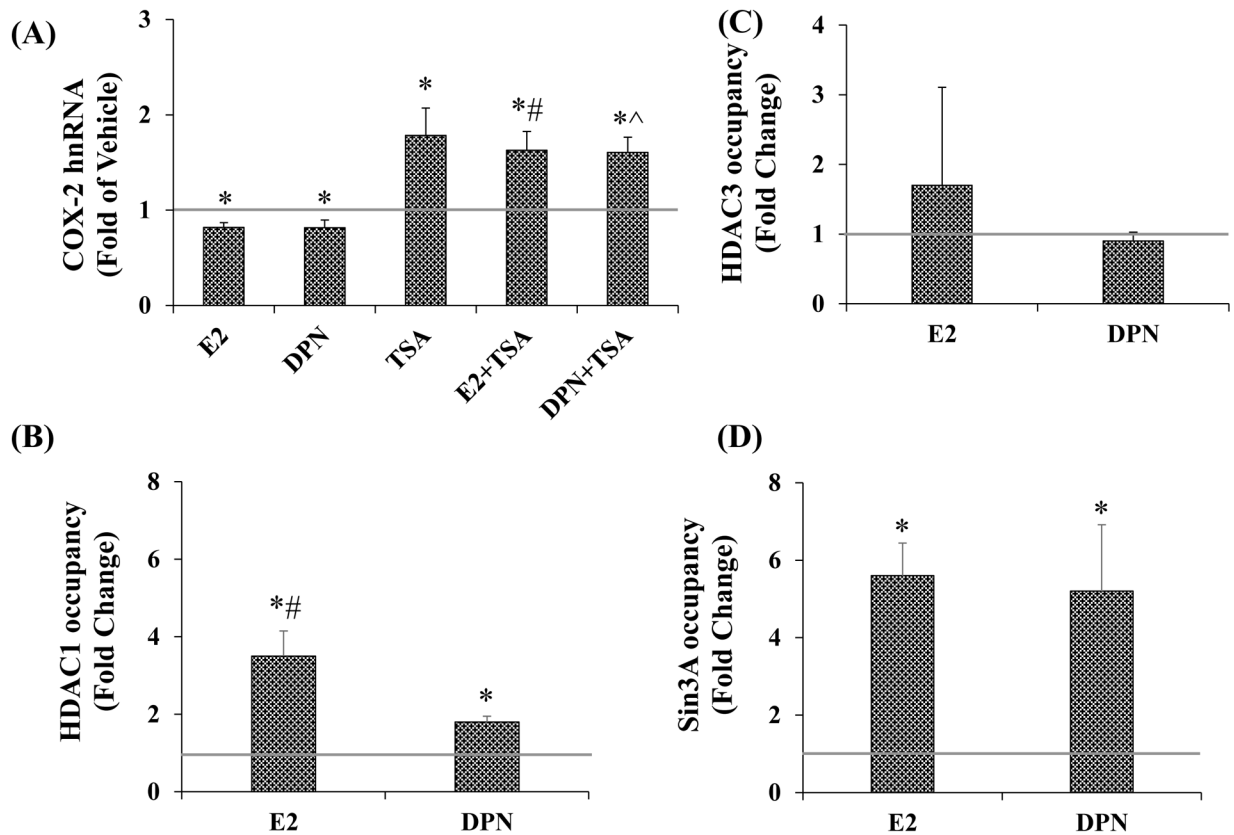 (A)
COX-2 hnRNA
(Fold of Vehicle)
3
2
1
0
*
*
*
*#
*^
E2
DPN
TSA
E2+TSA
DPN+TSA
(C)
HDAC3 occupancy
(Fold Change)
4
3
2
1
0
E2
DPN
(B)
HDAC1 occupancy
(Fold Change)
8
6
4
2
0
*#
*
E2
DPN
(D)
Sin3A occupancy
(Fold Change)
8
6
4
2
0
*
*
E2
DPN